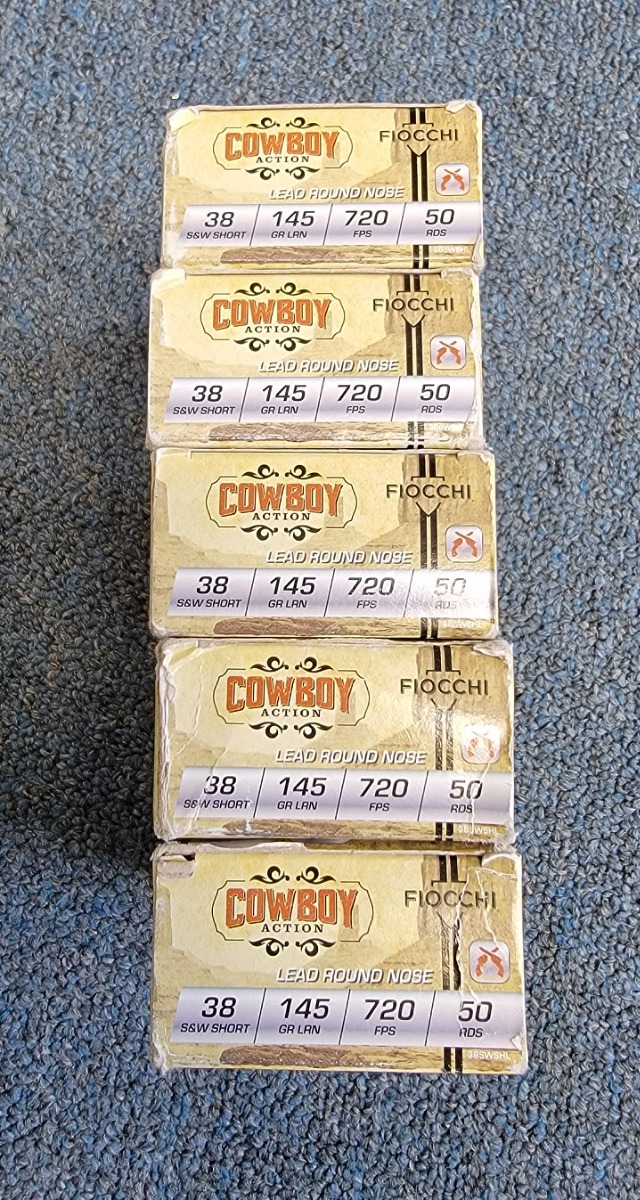 COWBOY
ACTION
FIOCCHI
LEAD ROUND NOSE
38 145 720 50
S&W SHORT GR LRN FPS RDS
38SWSHL
COWBOY
ACTION
FIOCCHI
LEAD ROUND NOSE
38 145 720 50
S&W SHORT GR LRN FPS RDS
COWBOY
ACTION
FIOCCHI
LEAD ROUND NOSE
38 145 720 50
S&W SHORT GR LRN FPS RDS
38SWSHL
COWBOY
ACTION
FIOCCHI
LEAD ROUND NOSE
38 145 720 50
S&W SHORT GR LRN FPS RDS
38SWSHL
COWBOY
ACTION
FIOCCHI
LEAD ROUND NOSE
38 145 720 50
S&W SHORT GR LRN FPS RDS
38SWSHL